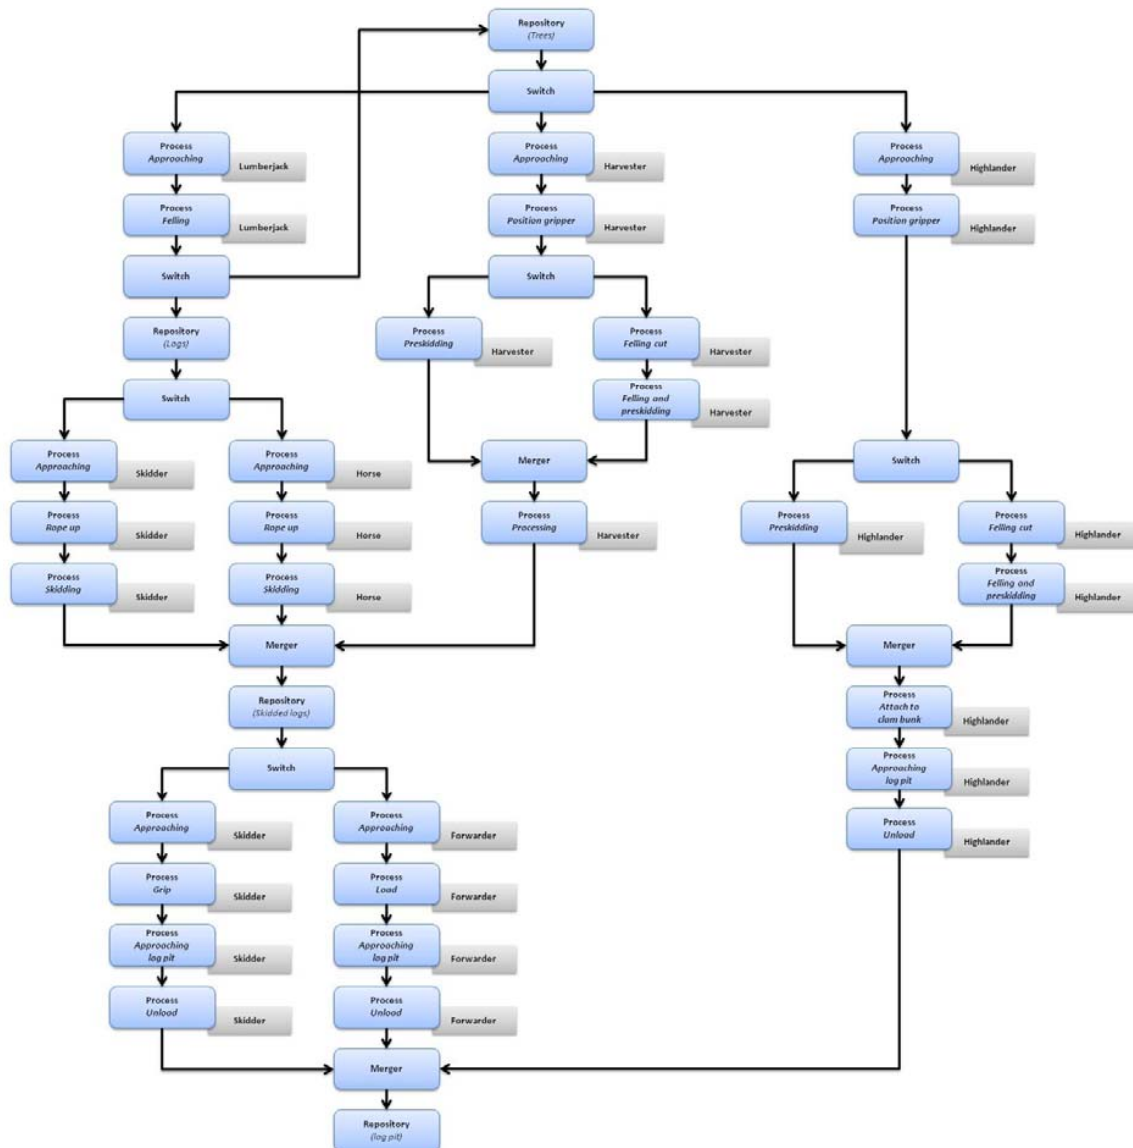 Repository
(Trees)
Switch
Process
Approaching
Lumberjack
Process
Approaching
Harvester
Process
Approaching
Highlander
Process
Felling
Lumberjack
Process
Position gripper
Harvester
Process
Position gripper
Highlander
Switch
Switch
Repository
(Logs)
Process
Preskidding
Harvester
Process
Felling cut
Harvester
Switch
Process
Felling and
preskidding
Harvester
Process
Approaching
Skidder
Process
Approaching
Horse
Merger
Switch
Process
Rope up
Skidder
Process
Rope up
Horse
Process
Processing
Harvester
Process
Preskidding
Highlander
Process
Felling cut
Highlander
Process
Skidding
Skidder
Process
Skidding
Horse
Process
Felling and
preskidding
Highlander
Merger
Merger
Repository
(Skidded logs)
Process
Attach to
clam bunk
Highlander
Switch
Process
Approaching
log pit
Highlander
Process
Approaching
Skidder
Process
Approaching
Forwarder
Process
Unload
Highlander
Process
Grip
Skidder
Process
Load
Forwarder
Process
Approaching
log pit
Skidder
Process
Approaching
log pit
Forwarder
Process
Unload
Skidder
Process
Unload
Forwarder
Merger
Repository
(log pit)